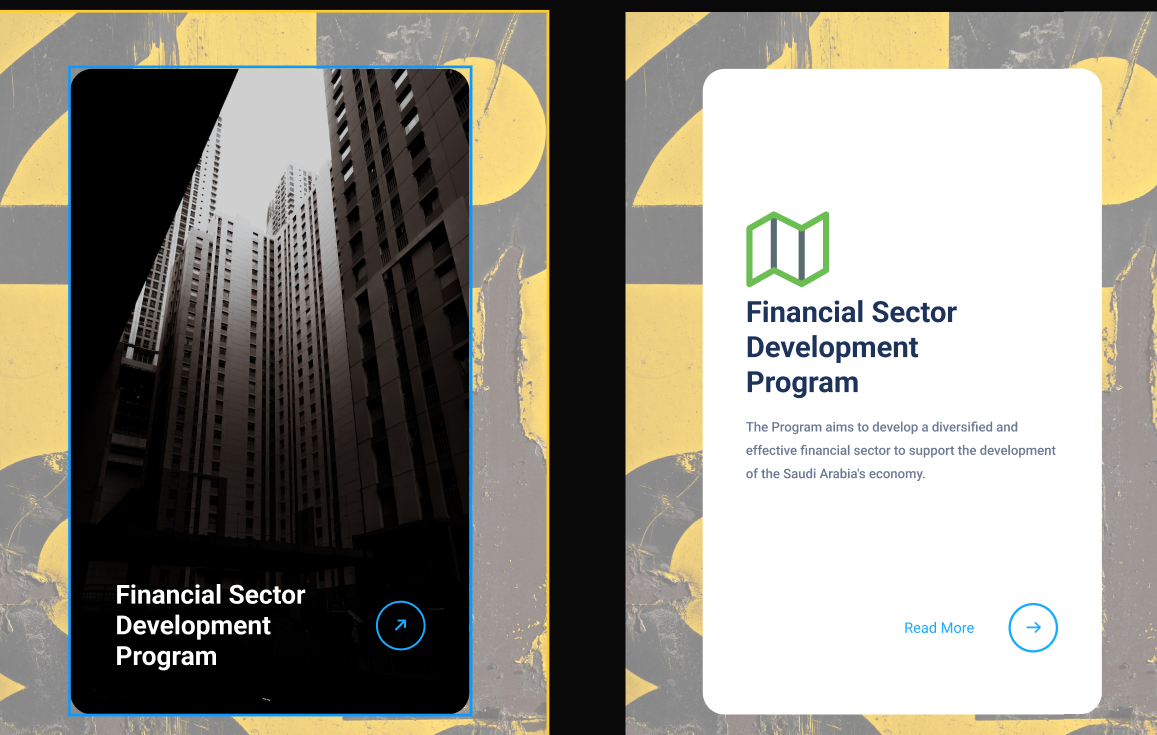 Financial Sector
Development
Program
Financial Sector
Development
Program
The Program aims to develop a diversified and
effective financial sector to support the development
of the Saudi Arabia's economy.
Read More